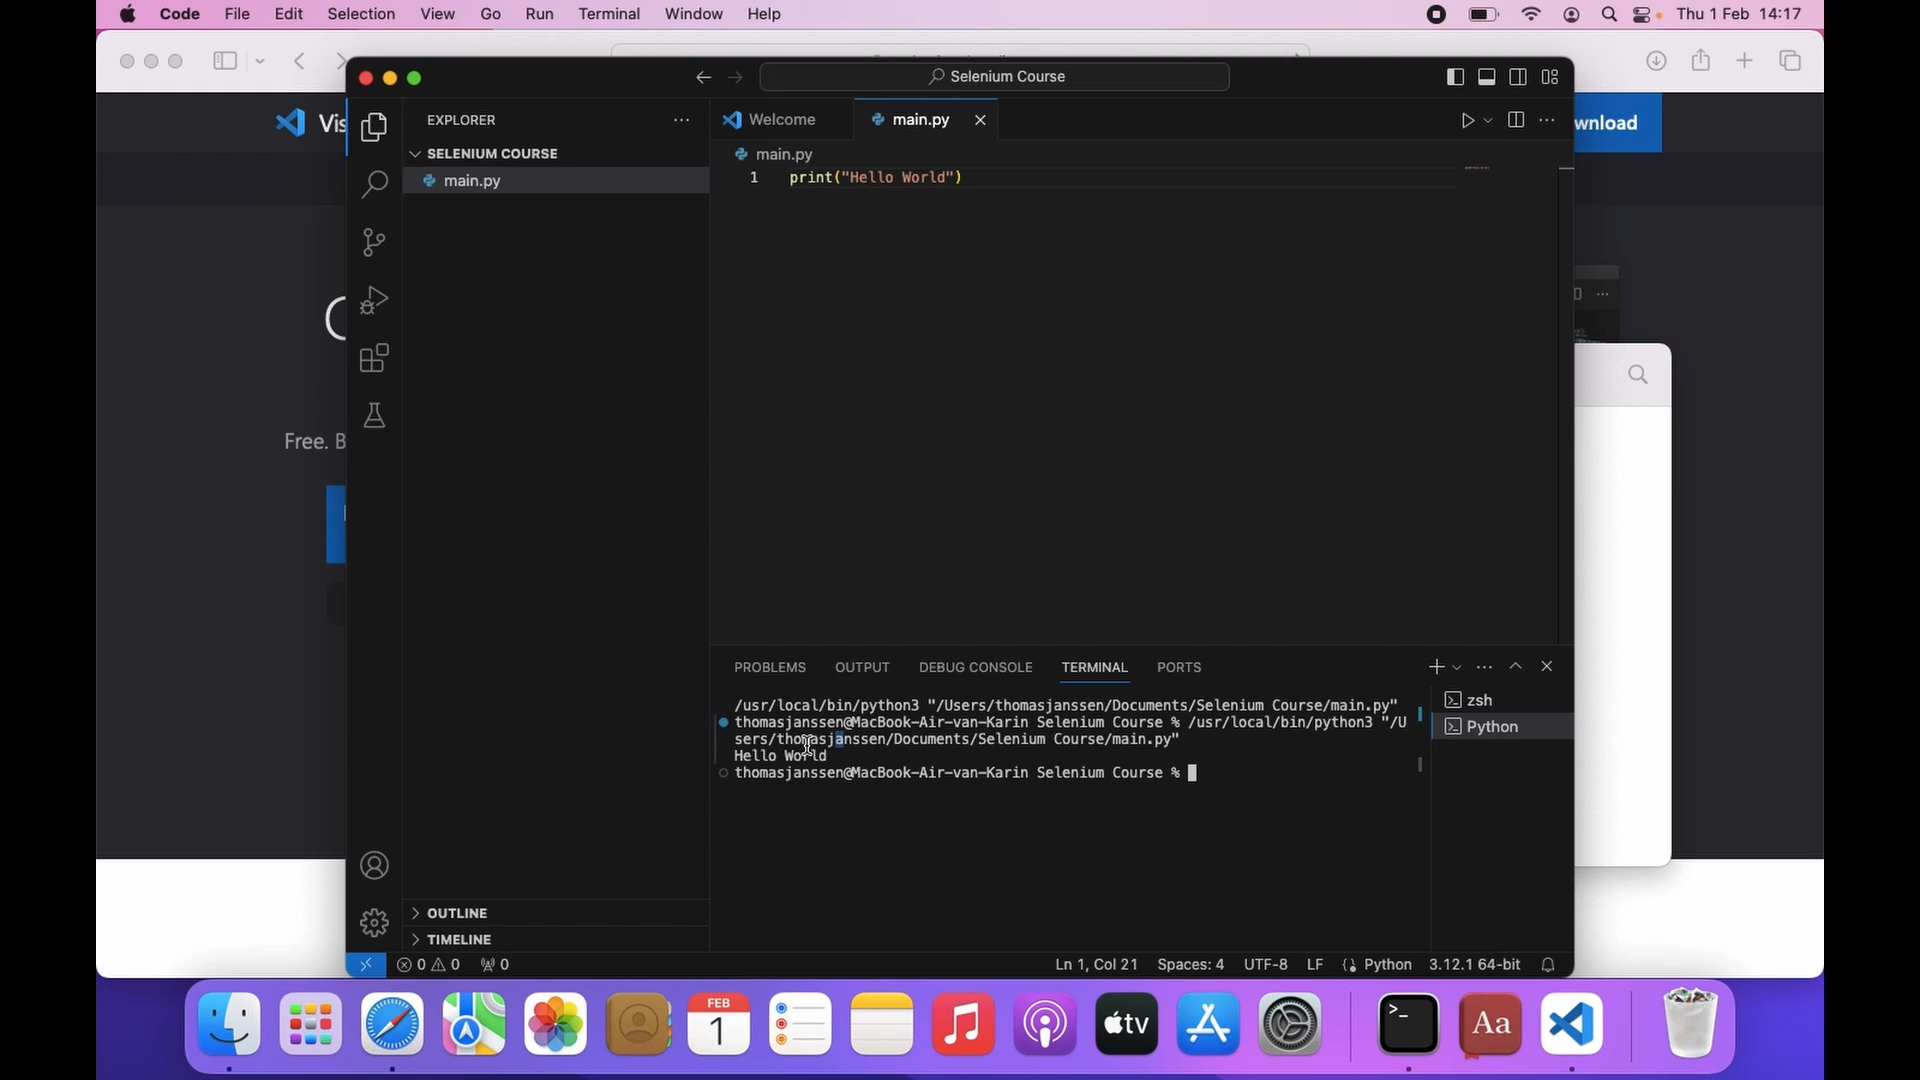 Code File Edit Selection View Go Run Terminal Window Help Thu 1 Feb 14:17
Selenium Course
EXPLORER
SELENIUM COURSE
main.py
OUTLINE
TIMELINE
Welcome main.py
main.py
1 print("Hello World")
PROBLEMS OUTPUT DEBUG CONSOLE TERMINAL PORTS
/usr/local/bin/python3 "/Users/thomasjanssen/Documents/Selenium Course/main.py"
thomasjanssen@MacBook-Air-van-Karin Selenium Course % /usr/local/bin/python3 "/U
sers/thomasjanssen/Documents/Selenium Course/main.py"
Hello World
thomasjanssen@MacBook-Air-van-Karin Selenium Course %
zsh
Python
0 0 0 Ln 1, Col 21 Spaces: 4 UTF-8 LF Python 3.12.1 64-bit
Free.
FEB
1
tv
>_
Aa